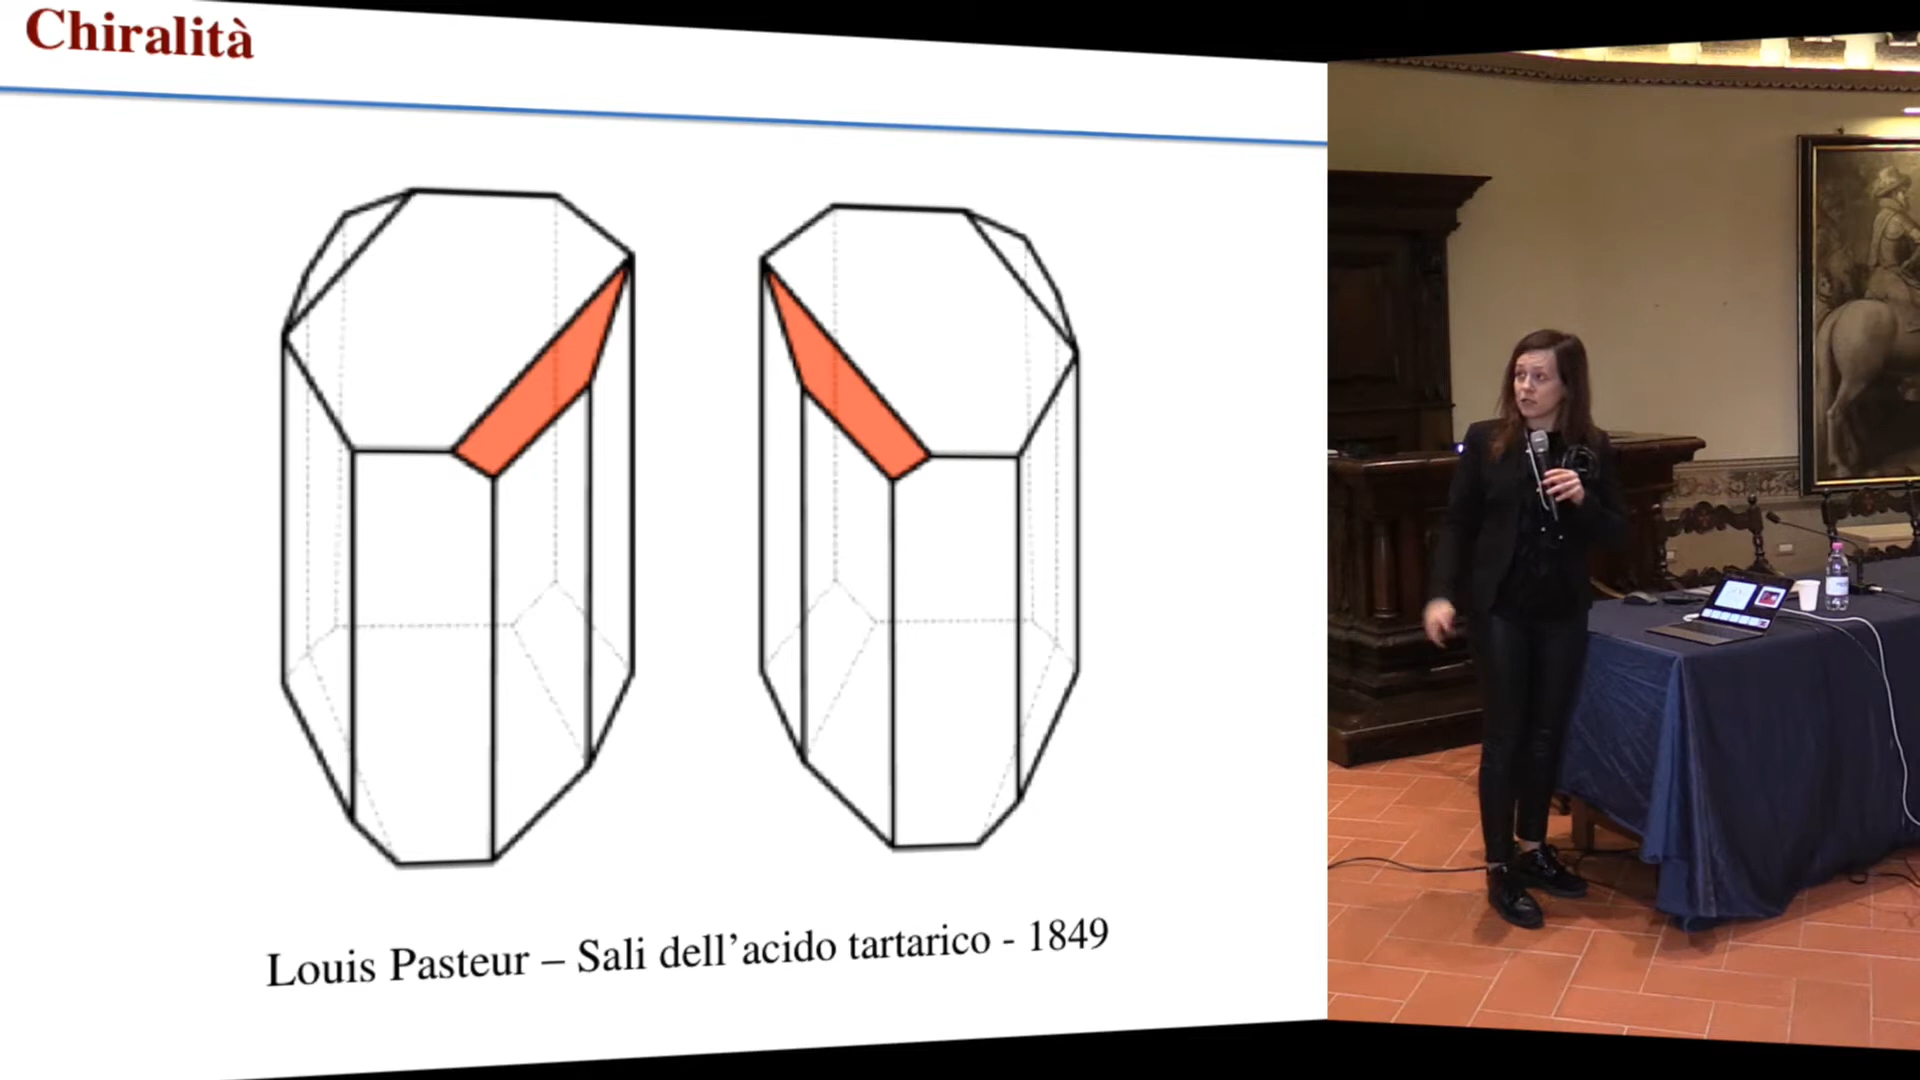 Chiralità
Louis Pasteur – Sali dell’acido tartarico - 1849